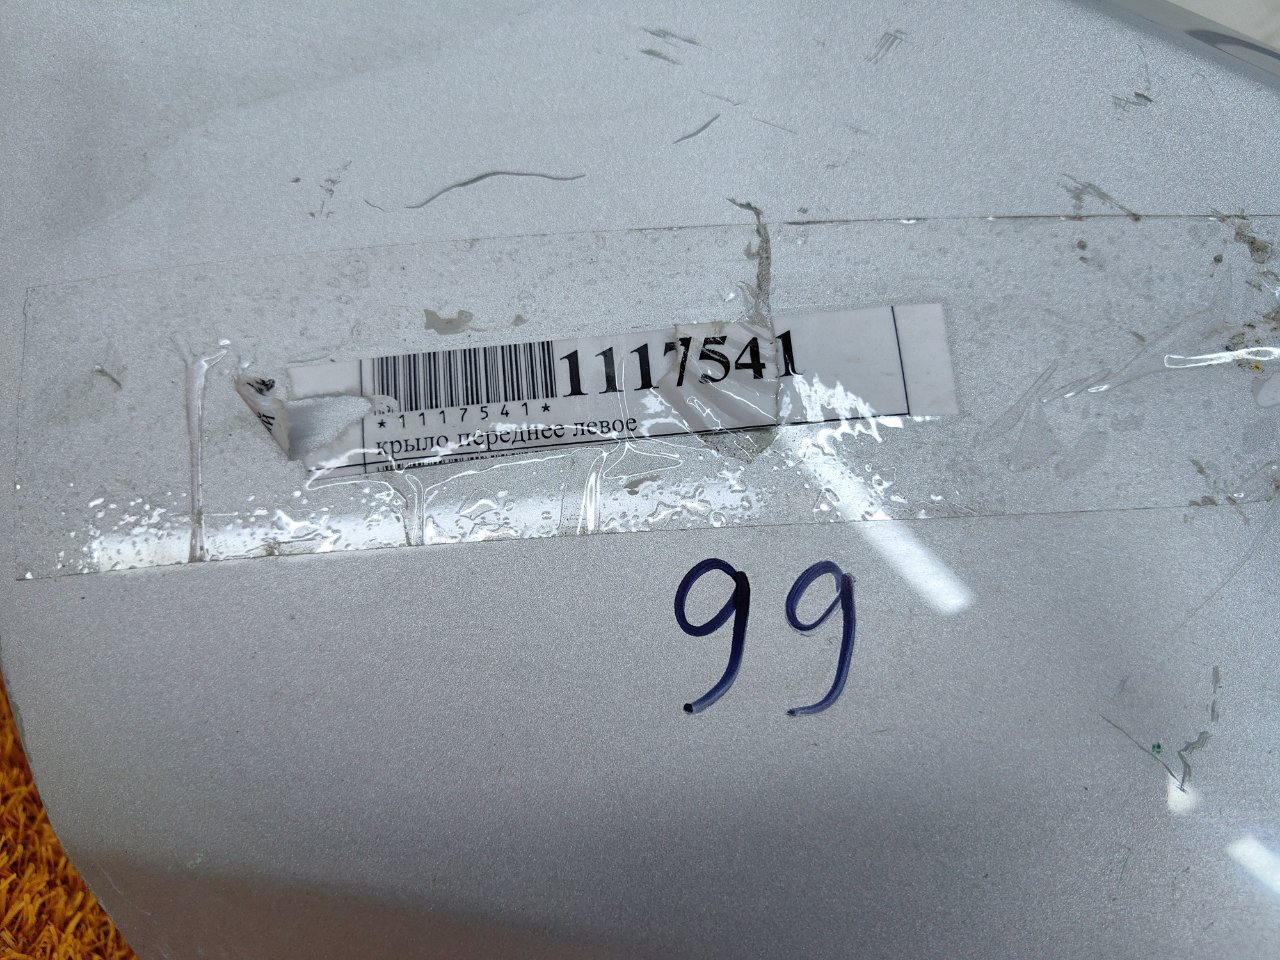 1117541
*1117541*
крыло переднее левое
99